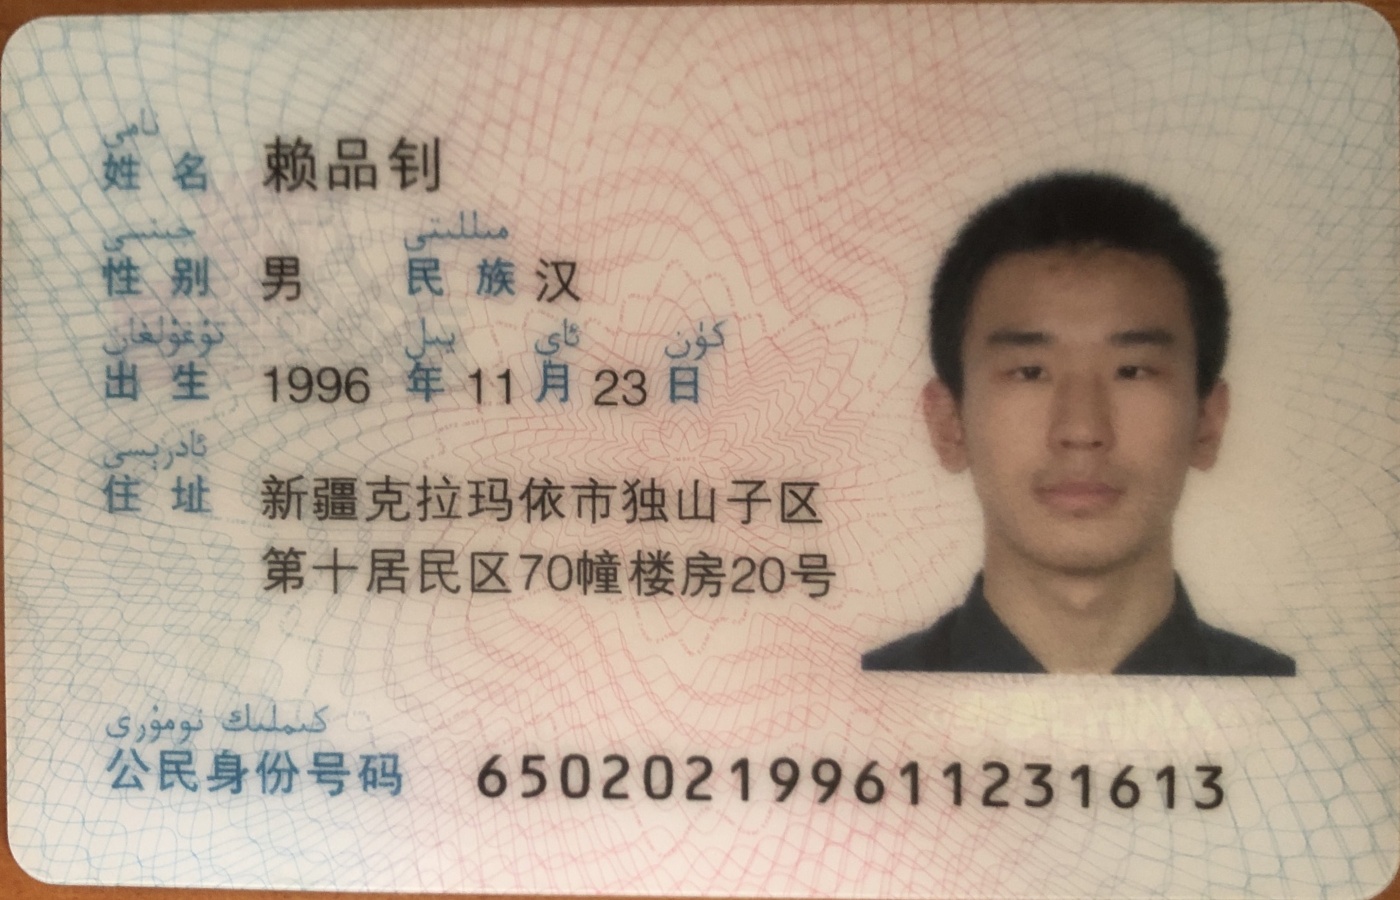 نامى
姓 名 赖品钊
جىنسى مىللىتى
性 别 男 民 族 汉
تۇغۇلغان يىل ئاي كۈن
出 生 1996 年 11 月 23 日
ئادرېسى
住 址 新疆克拉玛依市独山子区
第十居民区70幢楼房20号
كىملىك نومۇرى
公民身份号码 650202199611231613